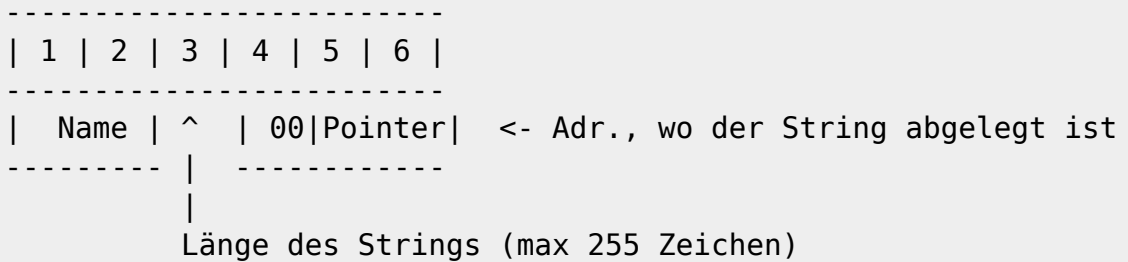 -------------------------
| 1 | 2 | 3 | 4 | 5 | 6 |
-------------------------
|  Name | ^  | 00|Pointer|  <- Adr., wo der String abgelegt ist
--------- |  ------------
          |
          Länge des Strings (max 255 Zeichen)